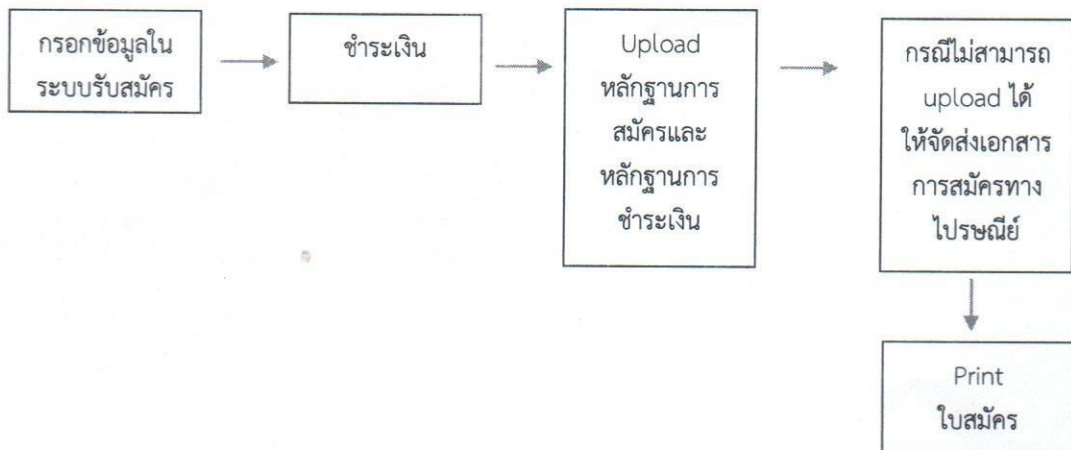 กรอกข้อมูลใน
ระบบรับสมัคร
ชำระเงิน
Upload
หลักฐานการ
สมัครและ
หลักฐานการ
ชำระเงิน
กรณีไม่สามารถ
upload ได้
ให้จัดส่งเอกสาร
การสมัครทาง
ไปรษณีย์
Print
ใบสมัคร